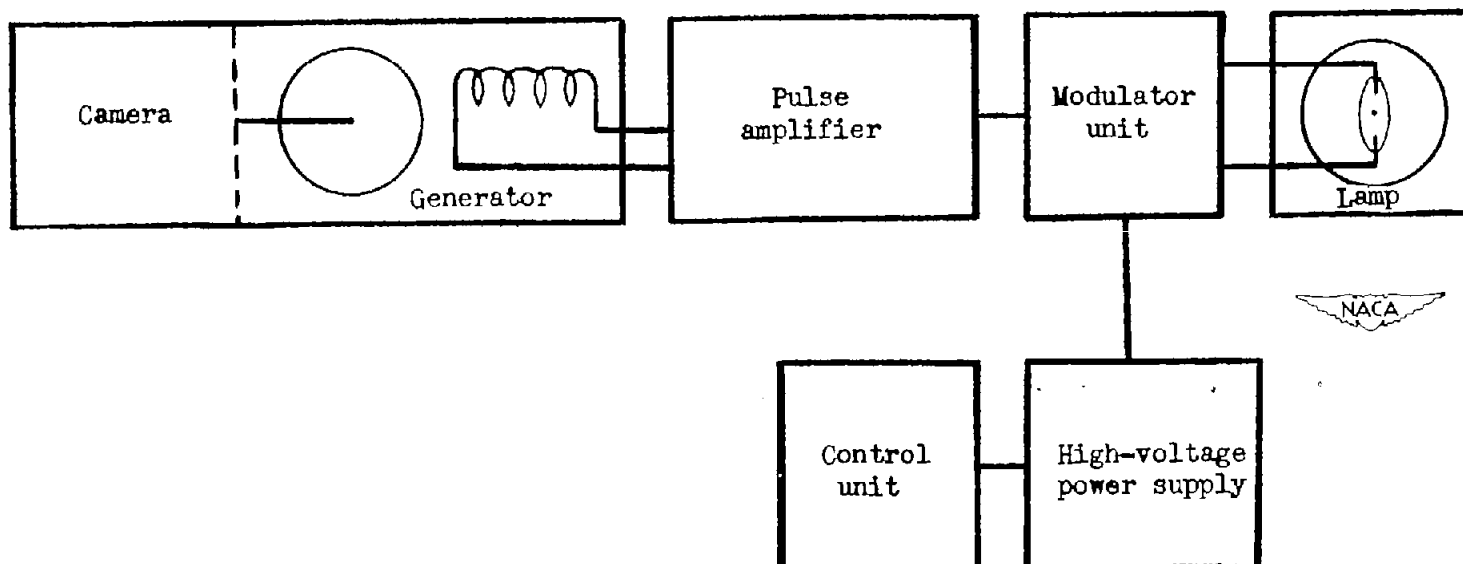 Camera
Generator
Pulse
amplifier
Modulator
unit
Lamp
NACA
Control
unit
High-voltage
power supply